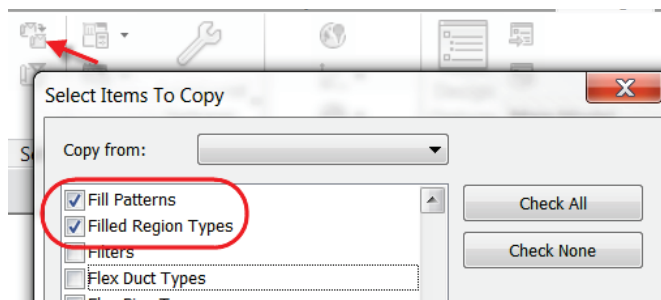 Select Items To Copy
Copy from:
Fill Patterns
Filled Region Types
Filters
Flex Duct Types
Check All
Check None